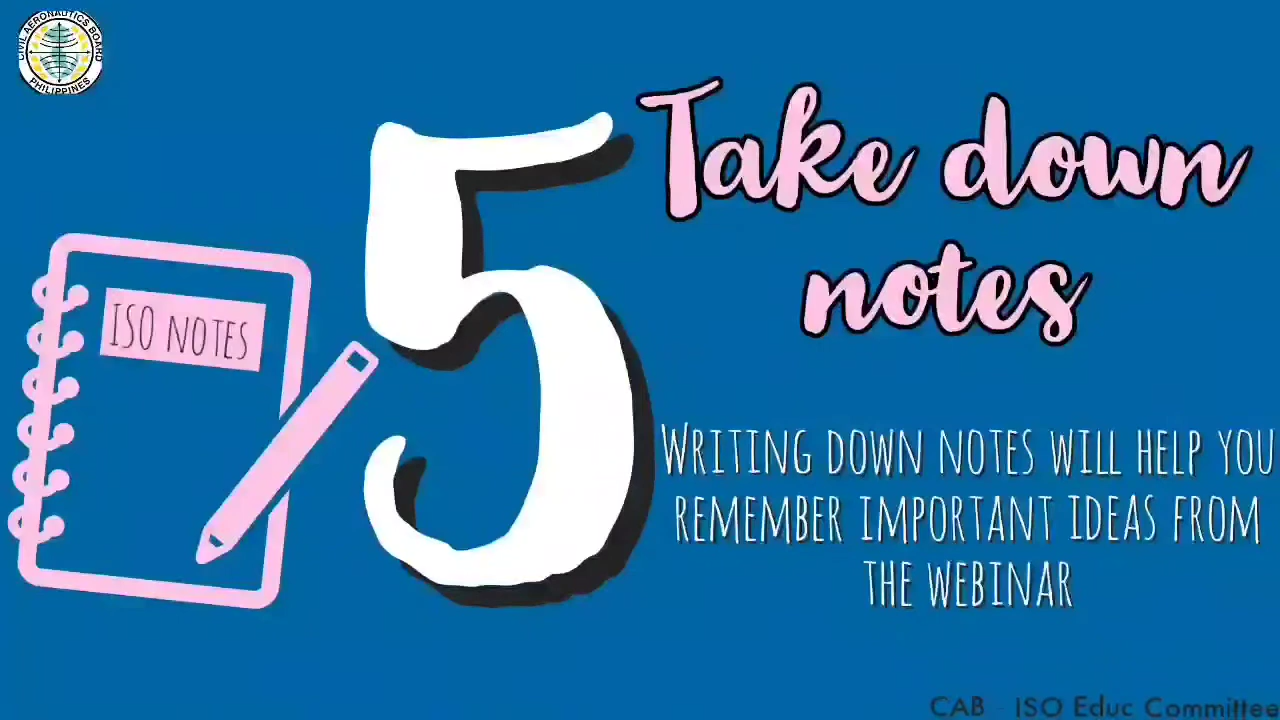 CIVIL AERONAUTICS BOARD
PHILIPPINES
5
Take down
notes
ISO NOTES
WRITING DOWN NOTES WILL HELP YOU
REMEMBER IMPORTANT IDEAS FROM
THE WEBINAR
CAB - ISO Educ Committee